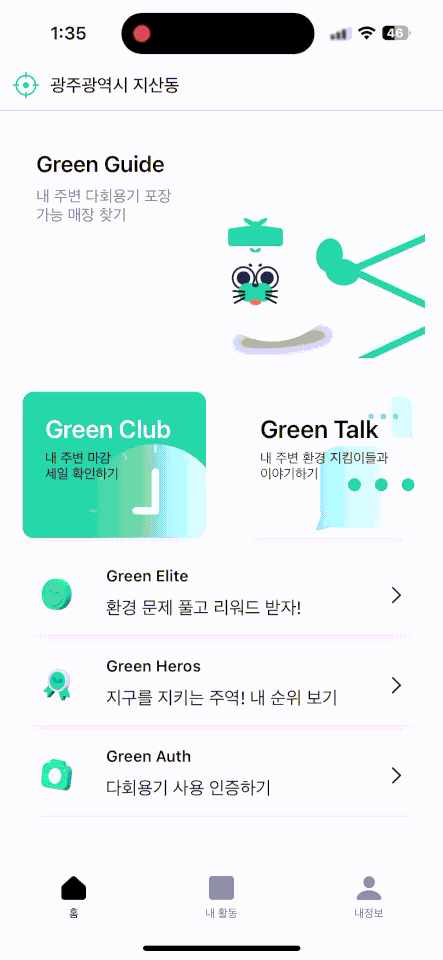 1:35
46
광주광역시 지산동
Green Guide
내 주변 다회용기 포장
가능 매장 찾기
Green Club
내 주변 마감
세일 확인하기
Green Talk
내 주변 환경 지킴이들과
이야기하기
Green Elite
환경 문제 풀고 리워드 받자!
Green Heros
지구를 지키는 주역! 내 순위 보기
Green Auth
다회용기 사용 인증하기
홈
내 활동
내정보